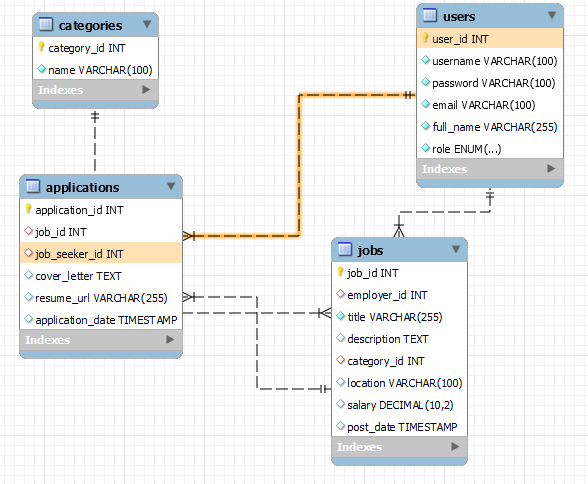 categories
category_id INT
name VARCHAR(100)
Indexes
users
user_id INT
username VARCHAR(100)
password VARCHAR(100)
email VARCHAR(100)
full_name VARCHAR(255)
role ENUM(...)
Indexes
applications
application_id INT
job_id INT
job_seeker_id INT
cover_letter TEXT
resume_url VARCHAR(255)
application_date TIMESTAMP
Indexes
jobs
job_id INT
employer_id INT
title VARCHAR(255)
description TEXT
category_id INT
location VARCHAR(100)
salary DECIMAL(10,2)
post_date TIMESTAMP
Indexes